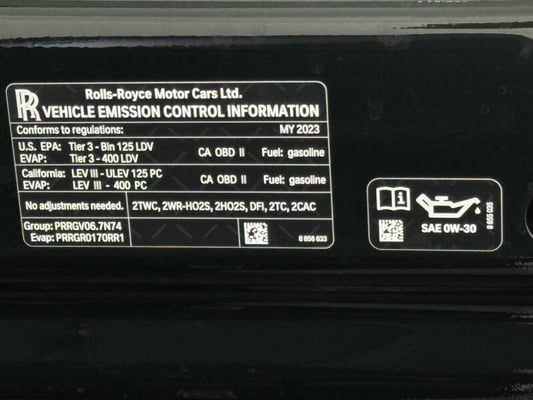 RR
Rolls-Royce Motor Cars Ltd.
VEHICLE EMISSION CONTROL INFORMATION
Conforms to regulations: MY 2023
U.S. EPA: Tier 3 - Bin 125 LDV CA OBD II Fuel: gasoline
EVAP: Tier 3 - 400 LDV
California: LEV III - ULEV 125 PC CA OBD II Fuel: gasoline
EVAP: LEV III - 400 PC
No adjustments needed. 2TWC, 2WR-HO2S, 2HO2S, DFI, 2TC, 2CAC
Group: PRRGV06.7N74
Evap: PRRGR0170RR1
8 656 633
i
SAE 0W-30
8 655 035